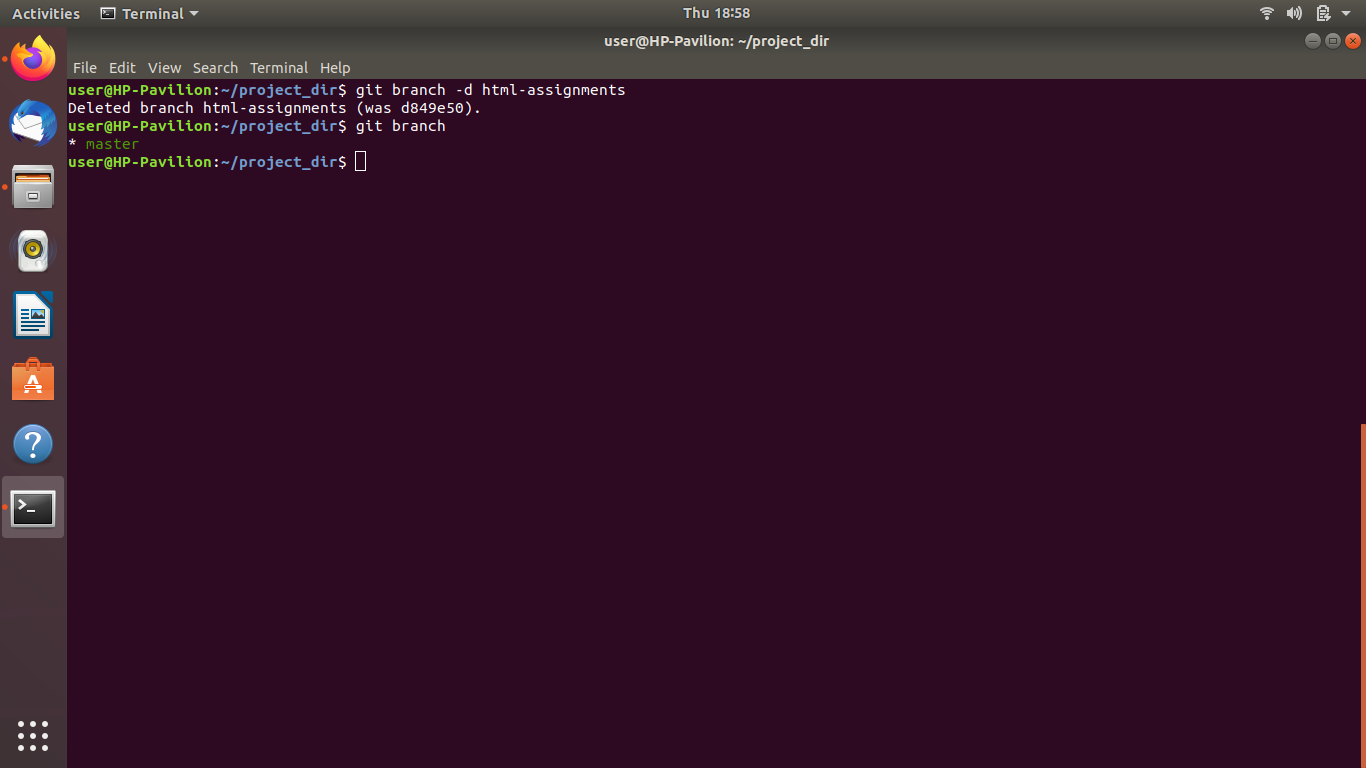 Activities Terminal Thu 18:58
user@HP-Pavilion: ~/project_dir
File Edit View Search Terminal Help
user@HP-Pavilion:~/project_dir$ git branch -d html-assignments
Deleted branch html-assignments (was d849e50).
user@HP-Pavilion:~/project_dir$ git branch
* master
user@HP-Pavilion:~/project_dir$